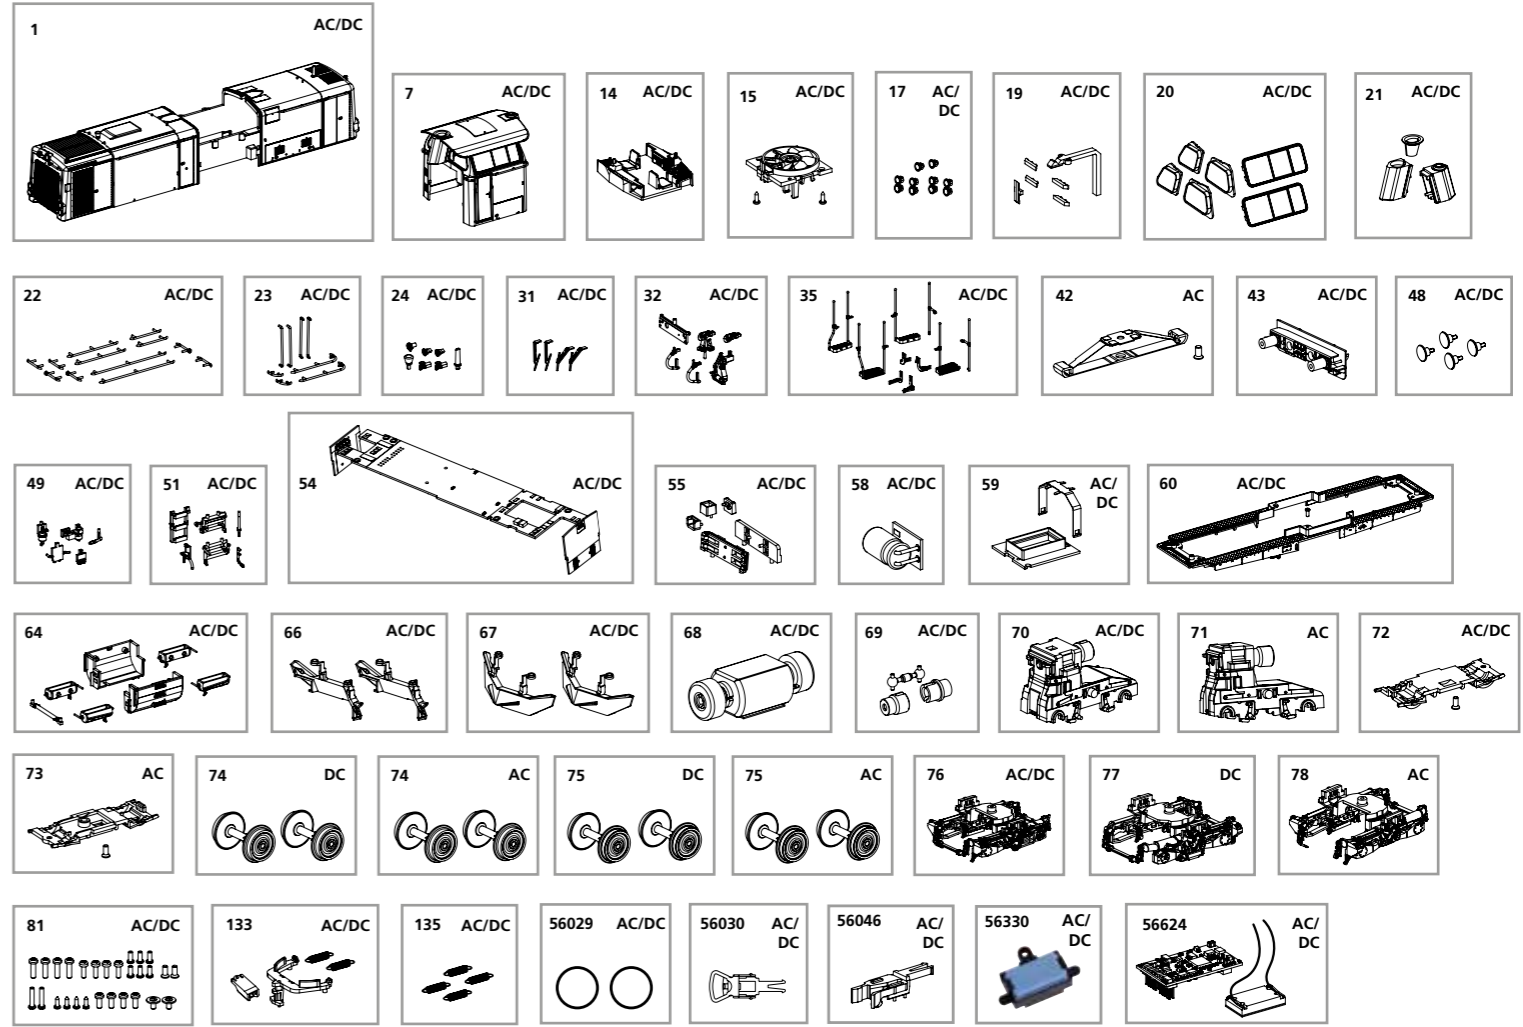 1 AC/DC
7 AC/DC
14 AC/DC
15 AC/DC
17 AC/
DC
19 AC/DC
20 AC/DC
21 AC/DC
22 AC/DC
23 AC/DC
24 AC/DC
31 AC/DC
32 AC/DC
35 AC/DC
42 AC
43 AC/DC
48 AC/DC
49 AC/DC
51 AC/DC
54 AC/DC
55 AC/DC
58 AC/DC
59 AC/
DC
60 AC/DC
64 AC/DC
66 AC/DC
67 AC/DC
68 AC/DC
69 AC/DC
70 AC/DC
71 AC
72 AC/DC
73 AC
74 DC
74 AC
75 DC
75 AC
76 AC/DC
77 DC
78 AC
81 AC/DC
133 AC/DC
135 AC/DC
56029 AC/DC
56030 AC/
DC
56046 AC/
DC
56330 AC/
DC
56624 AC/
DC